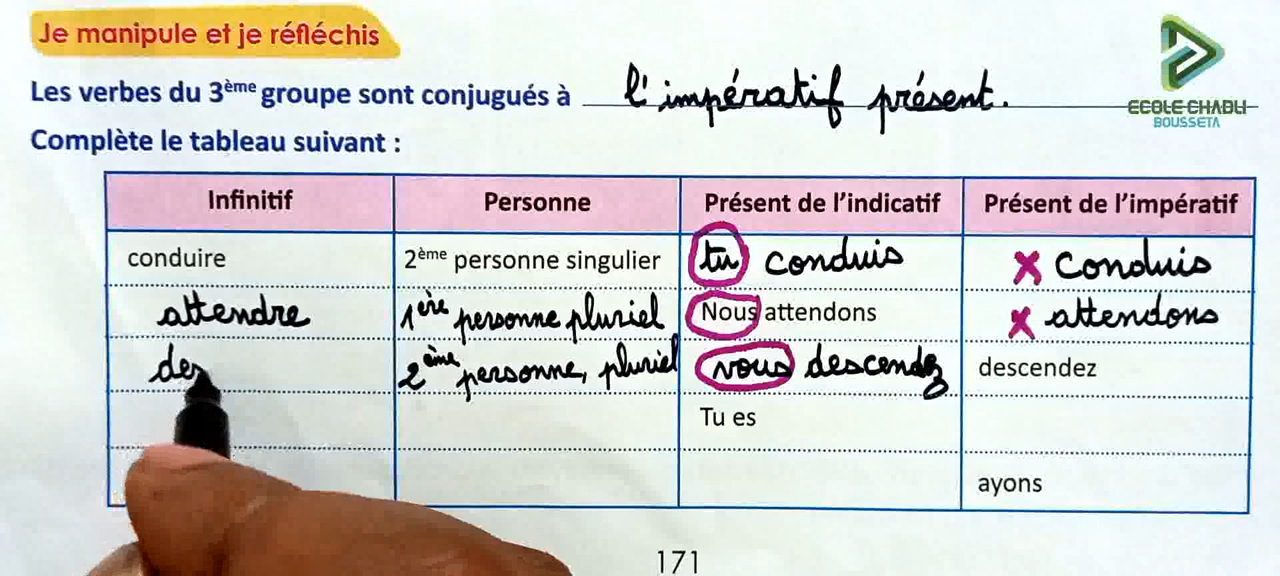 Je manipule et je réfléchis
ECOLE CHADLI
BOUSSETA
Les verbes du 3ème groupe sont conjugués à l'impératif présent.
Complète le tableau suivant :
Infinitif Personne Présent de l'indicatif Présent de l'impératif
conduire 2ème personne singulier tu conduis x conduis
attendre 1ère personne pluriel Nous attendons x attendons
des 2ème personne, pluriel vous descendez descendez
Tu es
ayons
171